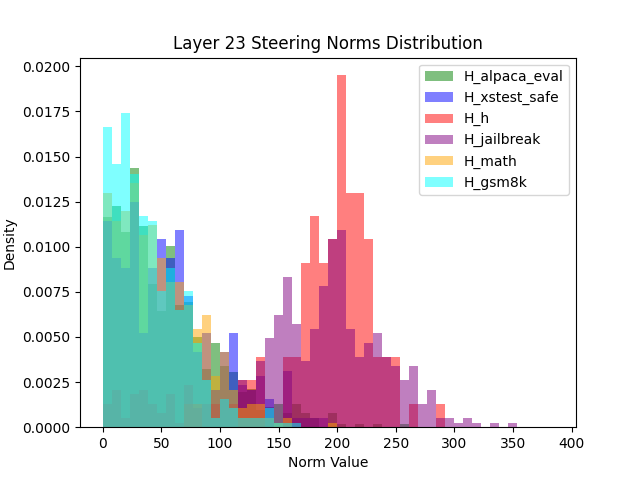 Layer 23 Steering Norms Distribution
0.0200
0.0175
0.0150
0.0125
0.0100
0.0075
0.0050
0.0025
0.0000
Density
H_alpaca_eval
H_xstest_safe
H_h
H_jailbreak
H_math
H_gsm8k
0 50 100 150 200 250 300 350 400
Norm Value